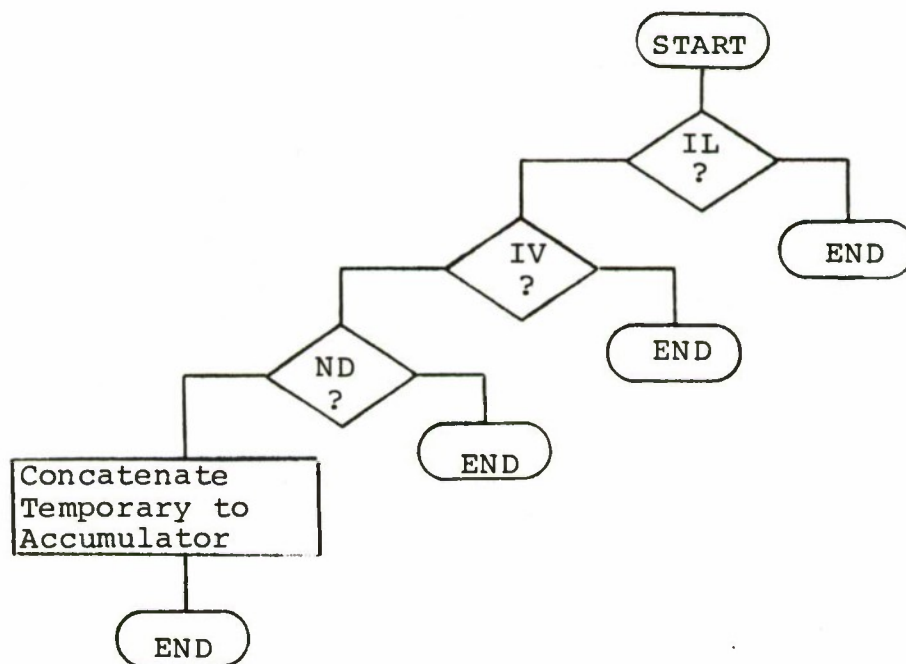 START
IL
?
END
IV
?
END
ND
?
END
Concatenate
Temporary to
Accumulator
END